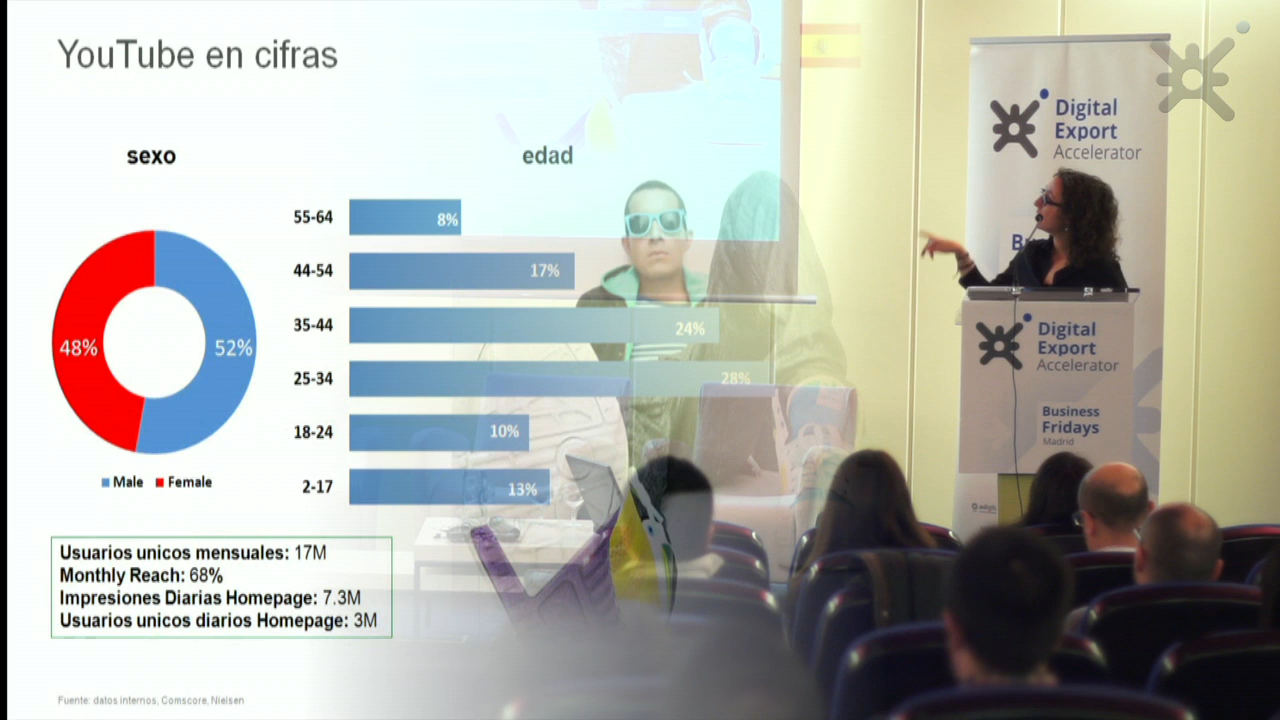 YouTube en cifras
sexo
48%
52%
Male
Female
edad
55-64
8%
44-54
17%
35-44
24%
25-34
28%
18-24
10%
2-17
13%
Usuarios unicos mensuales: 17M
Monthly Reach: 68%
Impresiones Diarias Homepage: 7.3M
Usuarios unicos diarios Homepage: 3M
Fuente: datos internos, Comscore, Nielsen
Digital
Export
Accelerator
Digital
Export
Accelerator
Business
Fridays
Madrid